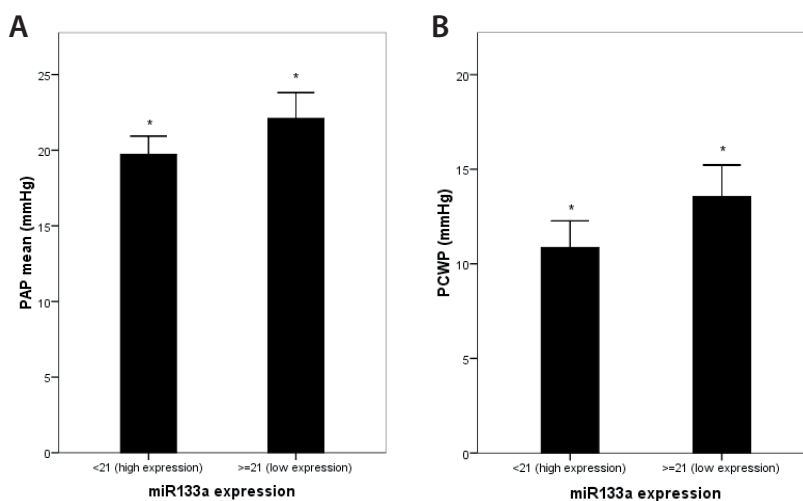 A
PAP mean (mmHg)
25
20
15
10
5
0
*
*
<21 (high expression)
>=21 (low expression)
miR133a expression
B
PCWP (mmHg)
20
15
10
5
0
*
*
<21 (high expression)
>=21 (low expression)
miR133a expression